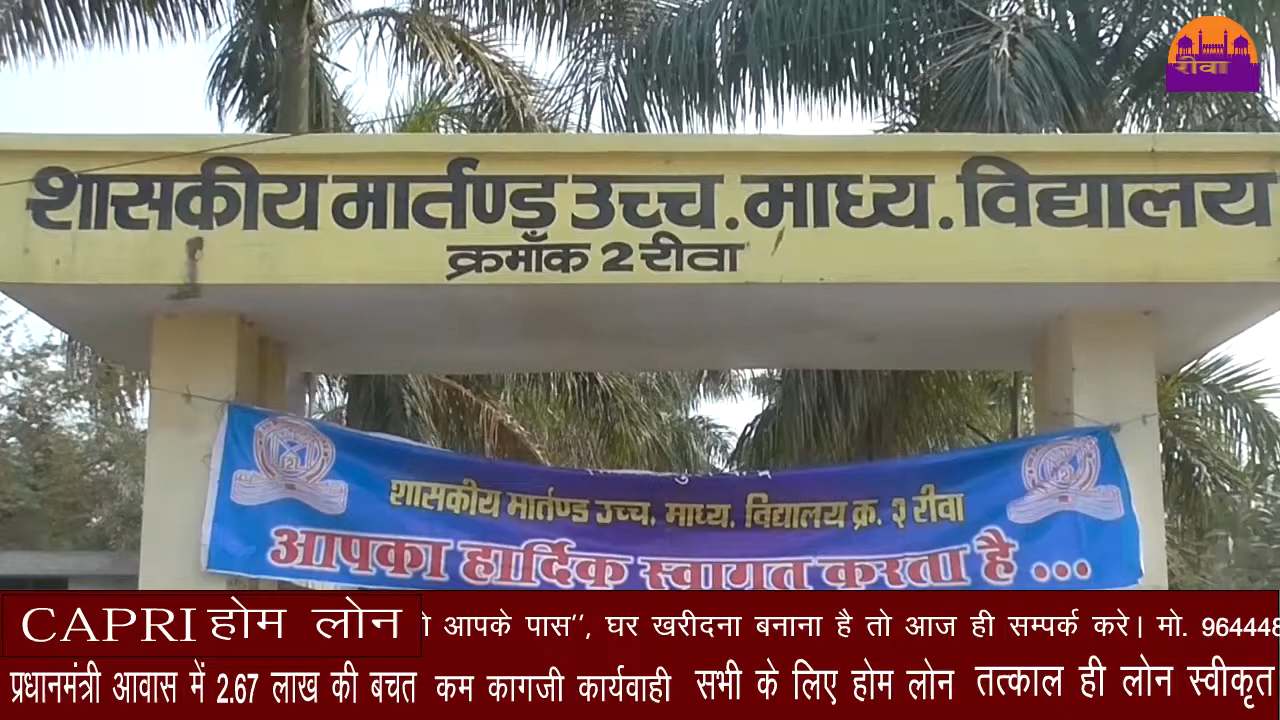 रीवा
शासकीय मार्तण्ड उच्च. माध्य. विद्यालय
क्रमाँक 2 रीवा
शासकीय मार्तण्ड उच्च. माध्य. विद्यालय क्र. २ रीवा
आपका हार्दिक स्वागत करता है ...
CAPRI होम लोन
आपके पास’’, घर खरीदना बनाना है तो आज ही सम्पर्क करे। मो. 964448
प्रधानमंत्री आवास में 2.67 लाख की बचत कम कागजी कार्यवाही सभी के लिए होम लोन तत्काल ही लोन स्वीकृत